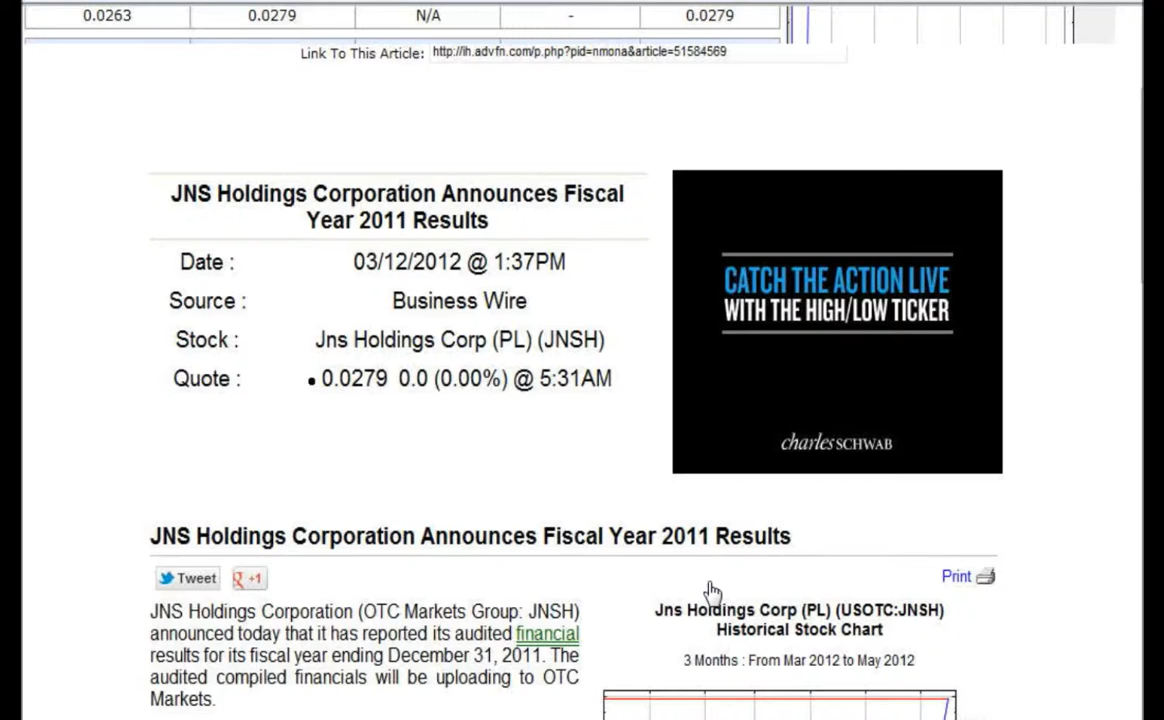 0.0263 0.0279 N/A - 0.0279
Link To This Article: http://ih.advfn.com/p.php?pid=nmona&article=51584569
JNS Holdings Corporation Announces Fiscal
Year 2011 Results
Date : 03/12/2012 @ 1:37PM
Source : Business Wire
Stock : Jns Holdings Corp (PL) (JNSH)
Quote : • 0.0279 0.0 (0.00%) @ 5:31AM
CATCH THE ACTION LIVE
WITH THE HIGH/LOW TICKER
charles SCHWAB
JNS Holdings Corporation Announces Fiscal Year 2011 Results
Tweet +1 Print
JNS Holdings Corporation (OTC Markets Group: JNSH)
announced today that it has reported its audited financial
results for its fiscal year ending December 31, 2011. The
audited compiled financials will be uploading to OTC
Markets.
Jns Holdings Corp (PL) (USOTC:JNSH)
Historical Stock Chart
3 Months : From Mar 2012 to May 2012